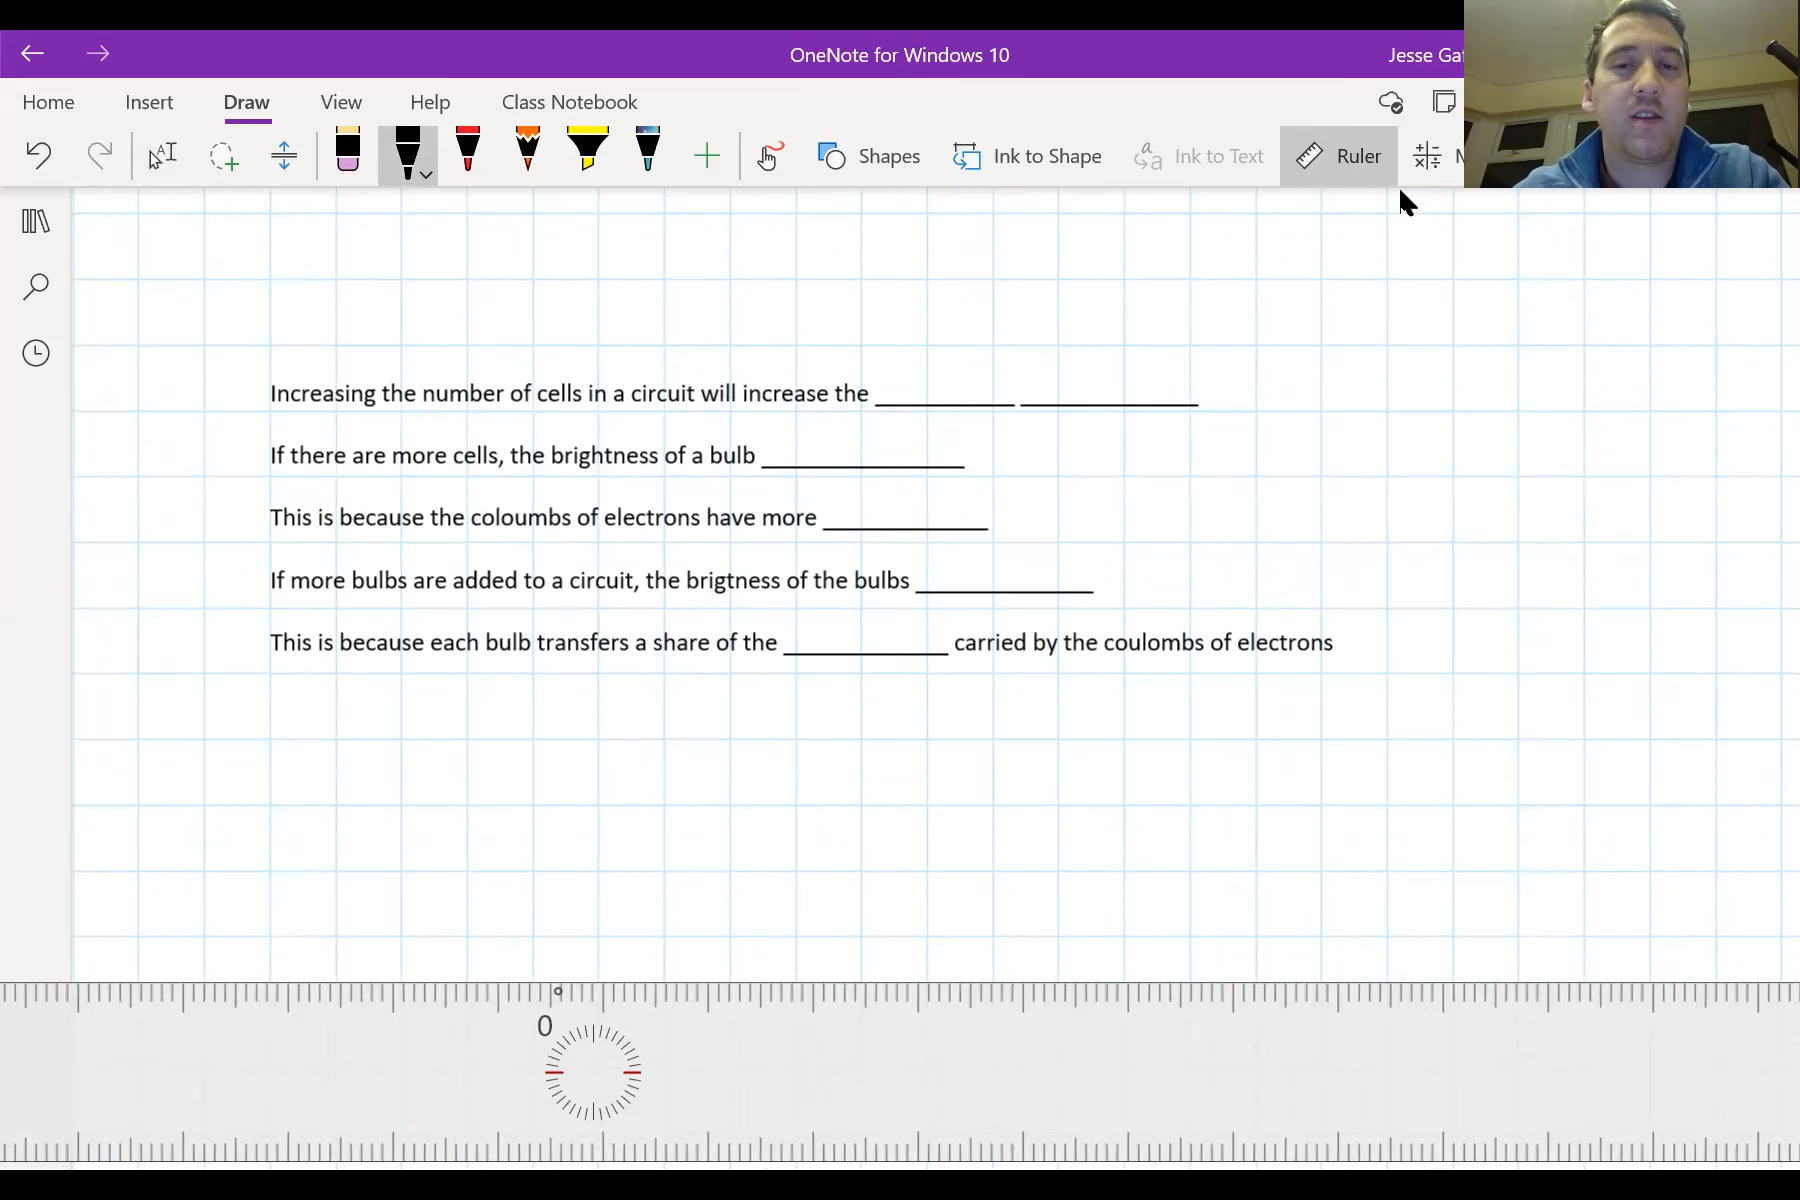 OneNote for Windows 10
Jesse
Home Insert Draw View Help Class Notebook
Shapes Ink to Shape Ink to Text Ruler
Increasing the number of cells in a circuit will increase the ___________ ______________
If there are more cells, the brightness of a bulb ________________
This is because the coloumbs of electrons have more _____________
If more bulbs are added to a circuit, the brigtness of the bulbs ______________
This is because each bulb transfers a share of the _____________ carried by the coulombs of electrons
0°